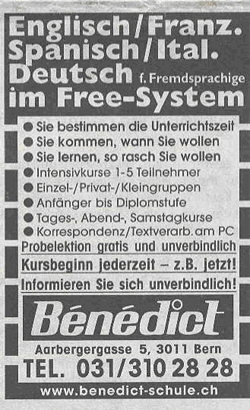 Englisch/Franz.
Spanisch/Ital.
Deutsch f. Fremdsprachige
im Free-System
● Sie bestimmen die Unterrichtszeit
● Sie kommen, wann Sie wollen
● Sie lernen, so rasch Sie wollen
● Intensivkurse 1-5 Teilnehmer
● Einzel-/Privat-/Kleingruppen
● Anfänger bis Diplomstufe
● Tages-, Abend-, Samstagkurse
● Korrespondenz/Textverarb. am PC
Probelektion gratis und unverbindlich
Kursbeginn jederzeit – z.B. jetzt!
Informieren Sie sich unverbindlich!
Bénédict
Aarbergergasse 5, 3011 Bern
TEL. 031/310 28 28
www.benedict-schule.ch